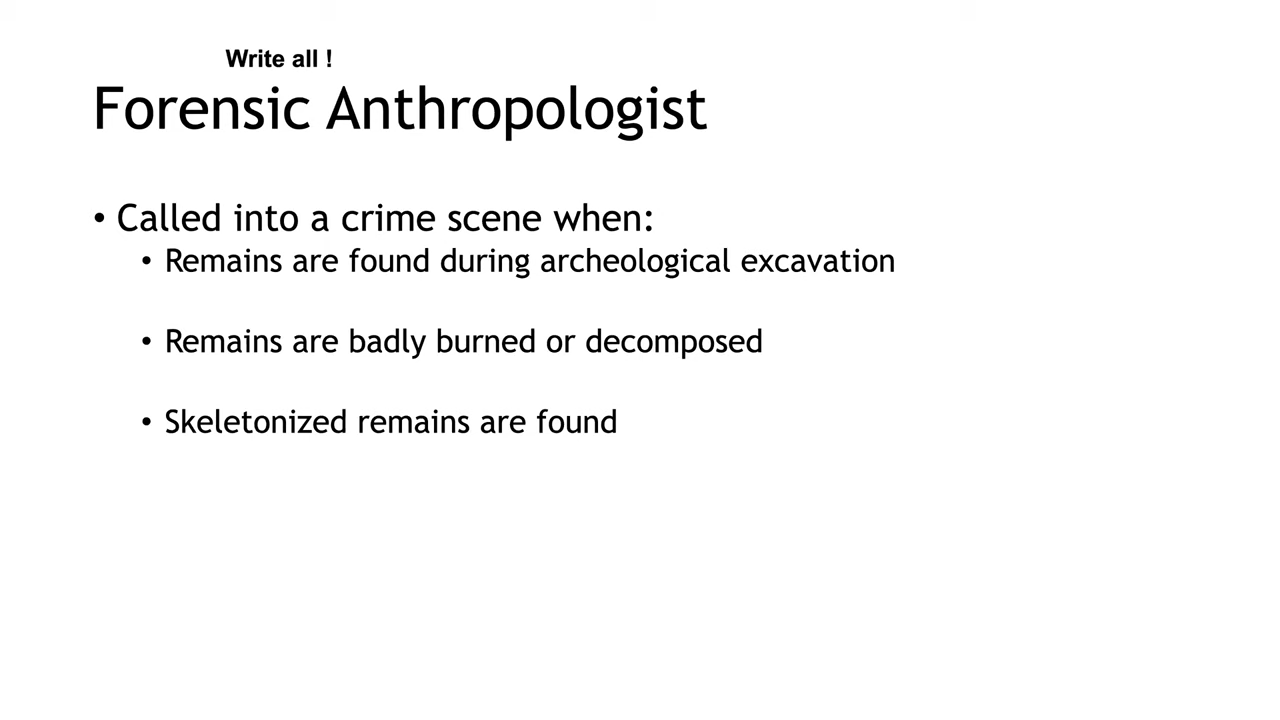 Write all !
Forensic Anthropologist
• Called into a crime scene when:
• Remains are found during archeological excavation
• Remains are badly burned or decomposed
• Skeletonized remains are found